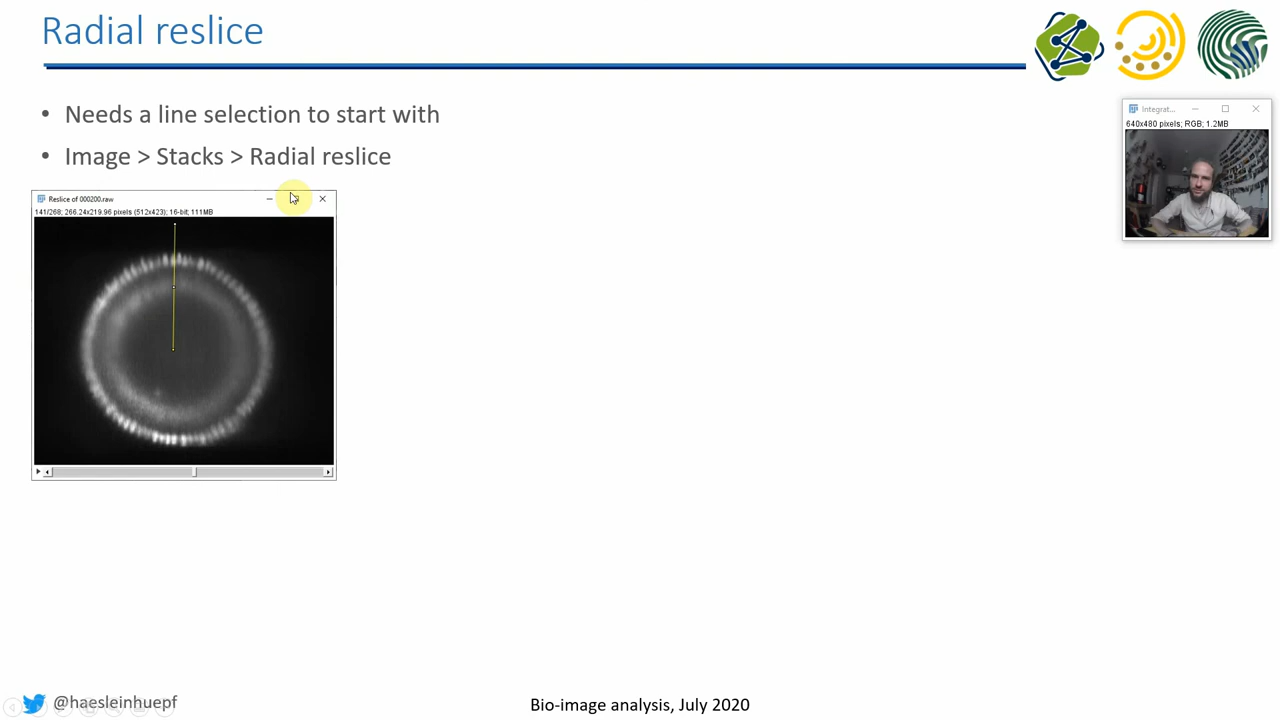 Radial reslice
• Needs a line selection to start with
• Image > Stacks > Radial reslice
Integrat...
640x480 pixels; RGB; 1.2MB
Reslice of 000200.raw
141/268; 266.24x219.96 pixels (512x423); 16-bit; 111MB
@haesleinhuepf
Bio-image analysis, July 2020